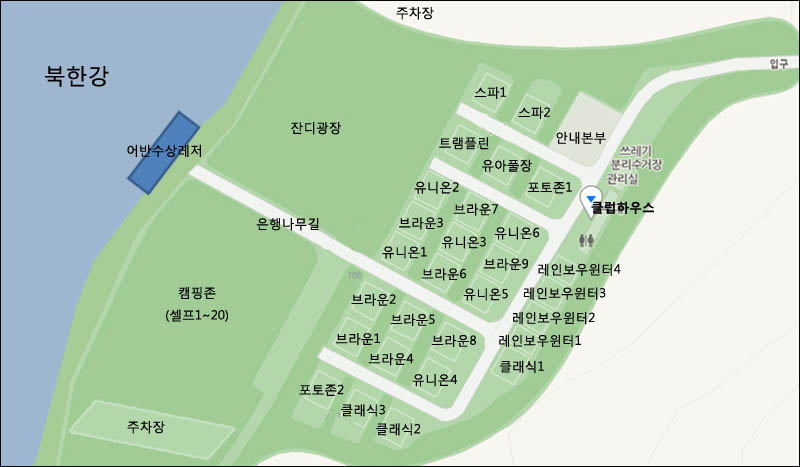 주차장
북한강
입구
스파1
스파2
잔디광장
안내본부
트램플린
어반수상레저
쓰레기
분리수거장
관리실
유아풀장
유니온2
포토존1
브라운7
클럽하우스
은행나무길
브라운3
유니온6
유니온3
유니온1
브라운9
레인보우윈터4
브라운6
108
캠핑존
(셀프1~20)
유니온5
레인보우윈터3
브라운2
브라운5
레인보우윈터2
브라운1
브라운8
레인보우윈터1
브라운4
클래식1
유니온4
포토존2
클래식3
주차장
클래식2